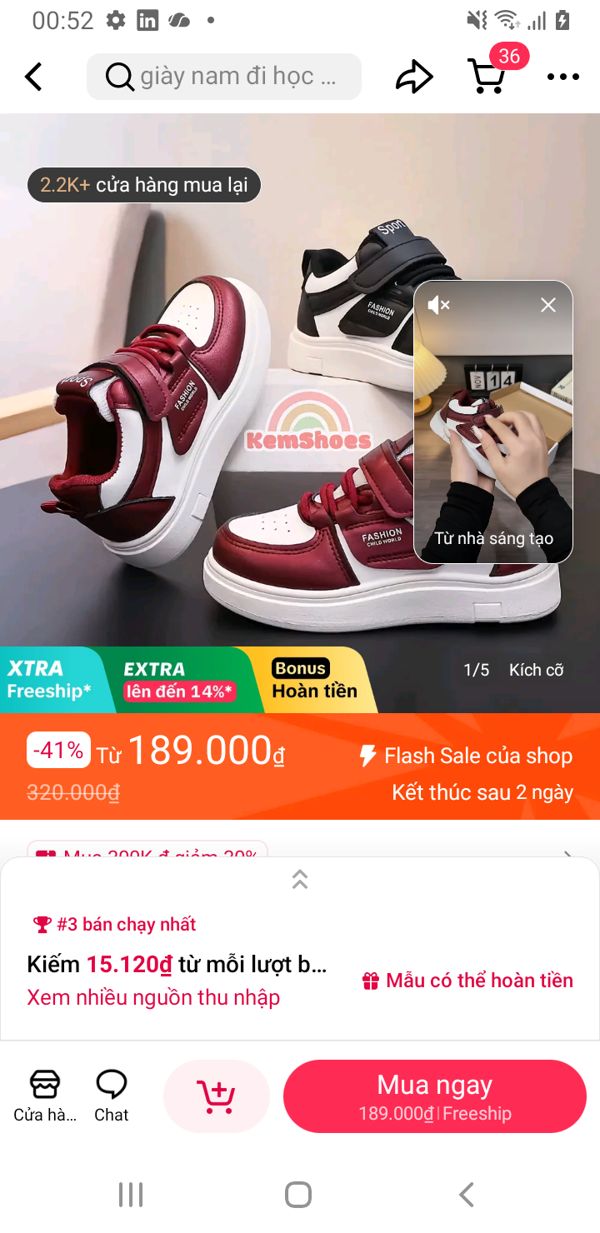 00:52
36
giày nam đi học ...
2.2K+ cửa hàng mua lại
Sport
FASHION
CHILD WORLD
Sport
FASHION
KemShoes
NOV 14
FASHION
CHILD WORLD
Từ nhà sáng tạo
XTRA
Freeship*
EXTRA
lên đến 14%*
Bonus
Hoàn tiền
1/5 Kích cỡ
-41% Từ 189.000₫
Flash Sale của shop
320.000₫
Kết thúc sau 2 ngày
#3 bán chạy nhất
Kiếm 15.120₫ từ mỗi lượt b...
Mẫu có thể hoàn tiền
Xem nhiều nguồn thu nhập
Cửa hà...
Chat
Mua ngay
189.000₫|Freeship